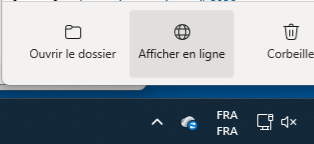 Ouvrir le dossier
Afficher en ligne
Corbeille
FRA
FRA